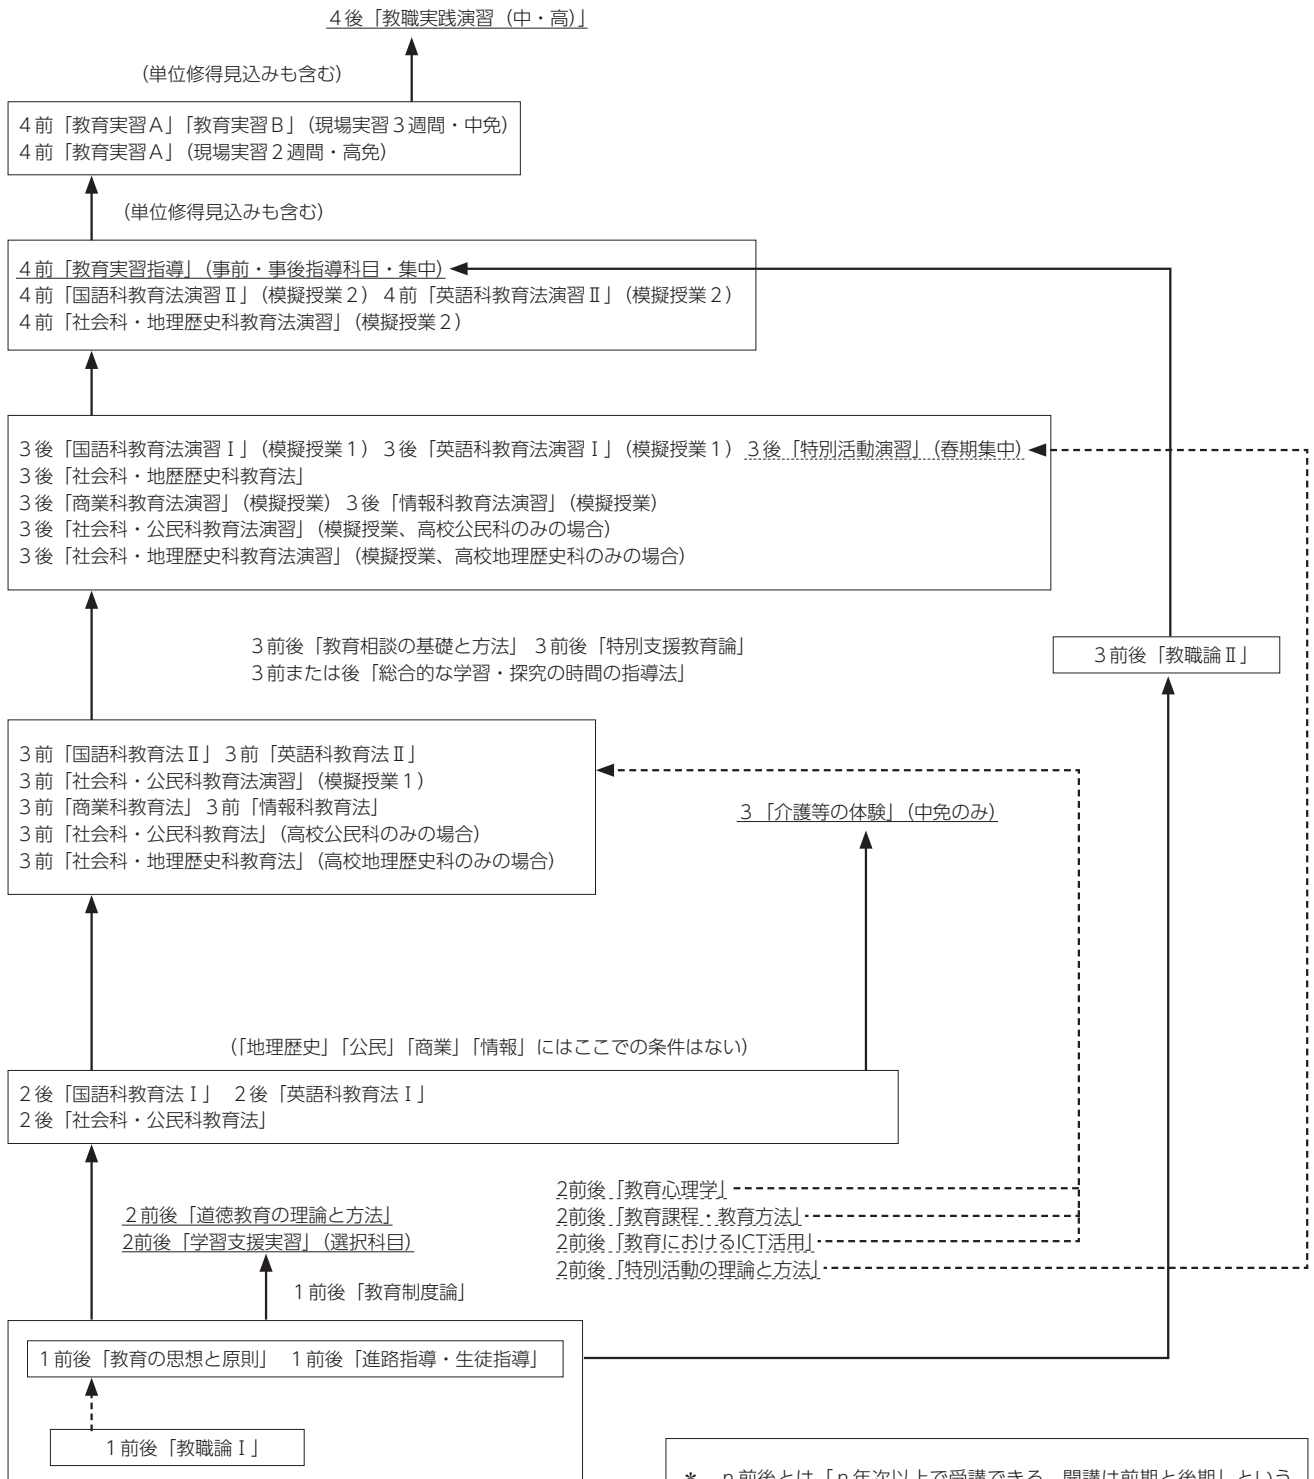 4後「教職実践演習（中・高）」
（単位修得見込みも含む）
4前「教育実習A」「教育実習B」（現場実習3週間・中免）
4前「教育実習A」（現場実習2週間・高免）
（単位修得見込みも含む）
4前「教育実習指導」（事前・事後指導科目・集中）
4前「国語科教育法演習Ⅱ」（模擬授業2）4前「英語科教育法演習Ⅱ」（模擬授業2）
4前「社会科・地理歴史科教育法演習」（模擬授業2）
3後「国語科教育法演習Ⅰ」（模擬授業1）3後「英語科教育法演習Ⅰ」（模擬授業1）3後「特別活動演習」（春期集中）
3後「社会科・地歴歴史科教育法」
3後「商業科教育法演習」（模擬授業）3後「情報科教育法演習」（模擬授業）
3後「社会科・公民科教育法演習」（模擬授業、高校公民科のみの場合）
3後「社会科・地理歴史科教育法演習」（模擬授業、高校地理歴史科のみの場合）
3前後「教育相談の基礎と方法」 3前後「特別支援教育論」
3前または後「総合的な学習・探究の時間の指導法」
3前後「教職論Ⅱ」
3前「国語科教育法Ⅱ」3前「英語科教育法Ⅱ」
3前「社会科・公民科教育法演習」（模擬授業1）
3前「商業科教育法」3前「情報科教育法」
3前「社会科・公民科教育法」（高校公民科のみの場合）
3前「社会科・地理歴史科教育法」（高校地理歴史科のみの場合）
3「介護等の体験」（中免のみ）
（「地理歴史」「公民」「商業」「情報」にはここでの条件はない）
2後「国語科教育法Ⅰ」 2後「英語科教育法Ⅰ」
2後「社会科・公民科教育法」
2前後「道徳教育の理論と方法」
2前後「学習支援実習」（選択科目）
2前後「教育心理学」
2前後「教育課程・教育方法」
2前後「教育におけるICT活用」
2前後「特別活動の理論と方法」
1前後「教育制度論」
1前後「教育の思想と原則」 1前後「進路指導・生徒指導」
1前後「教職論Ⅰ」
＊ n前後とは「n年次以上で受講できる、開講は前期と後期」という